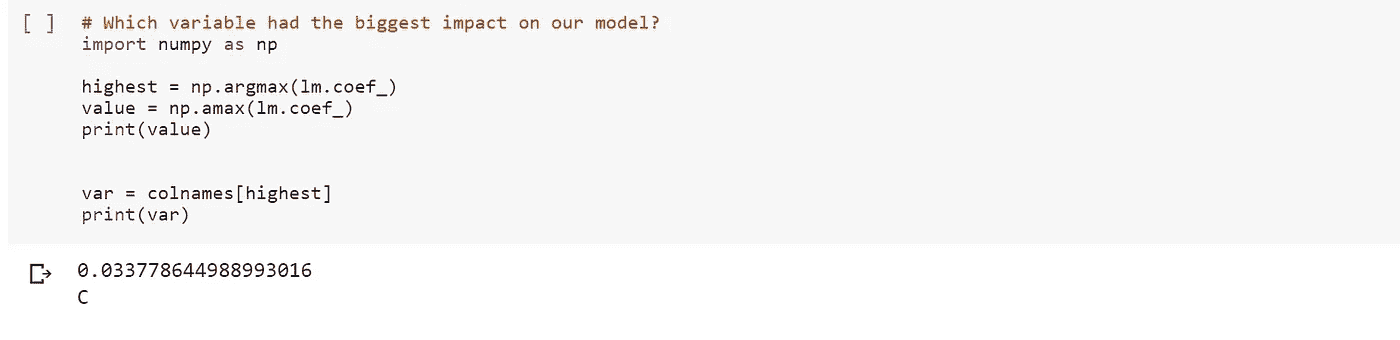 [ ] # Which variable had the biggest impact on our model?
import numpy as np
highest = np.argmax(lm.coef_)
value = np.amax(lm.coef_)
print(value)
var = colnames[highest]
print(var)
0.033778644988993016
C